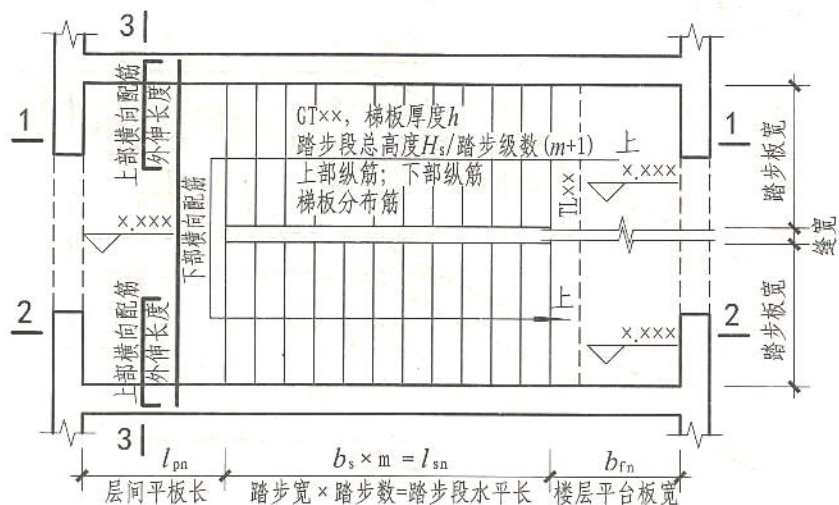 3
上部横向配筋
外伸长度
1
GT××，梯板厚度h
踏步段总高度Hs/踏步级数(m+1)
上部纵筋；下部纵筋
梯板分布筋
上
1
踏步板宽
x.xxx
TL××
x.xxx
下部横向配筋
缝宽
上部横向配筋
外伸长度
2
上
x.xxx
2
踏步板宽
3
lpn
bs×m=lsn
bfn
层间平板长
踏步宽×踏步数=踏步段水平长
楼层平台板宽